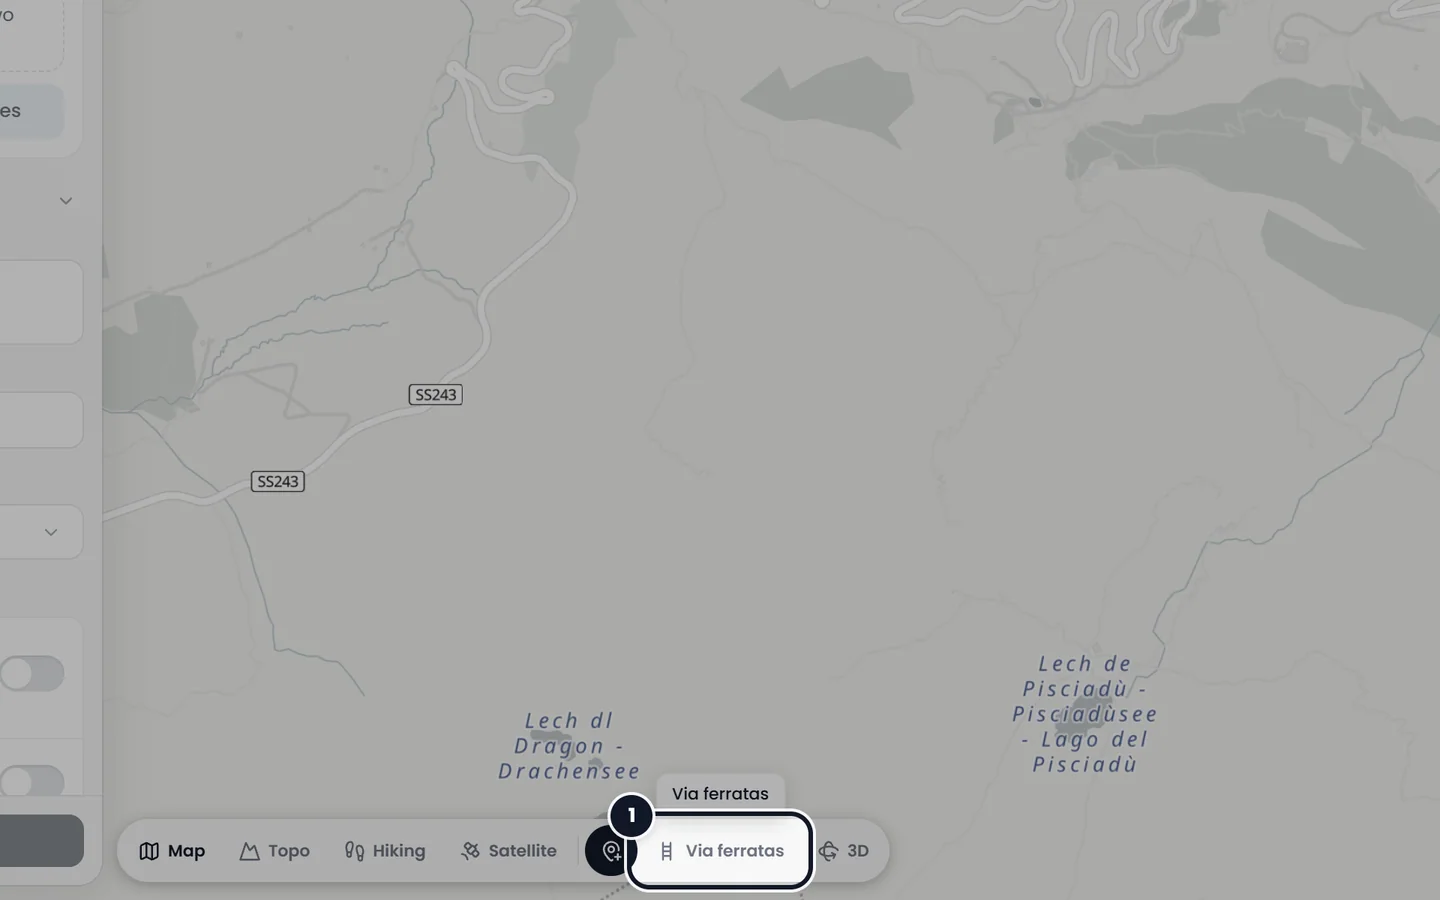 vo
es
SS243
SS243
Lech de
Pisciadù -
Pisciadùsee
- Lago del
Pisciadù
Lech dl
Dragon -
Drachensee
Via ferratas
1
Map
Topo
Hiking
Satellite
Via ferratas
3D